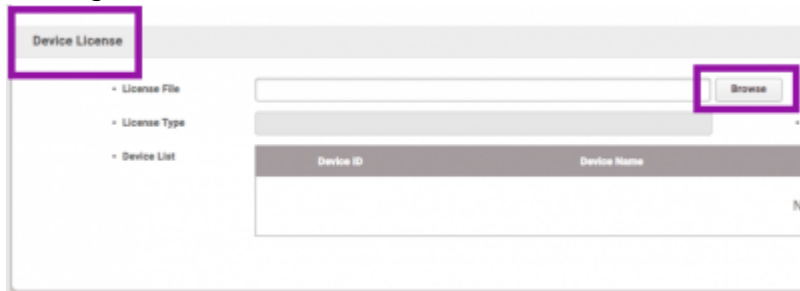 Device License
• License File
Browse
• License Type
• Device List
Device ID
Device Name
N